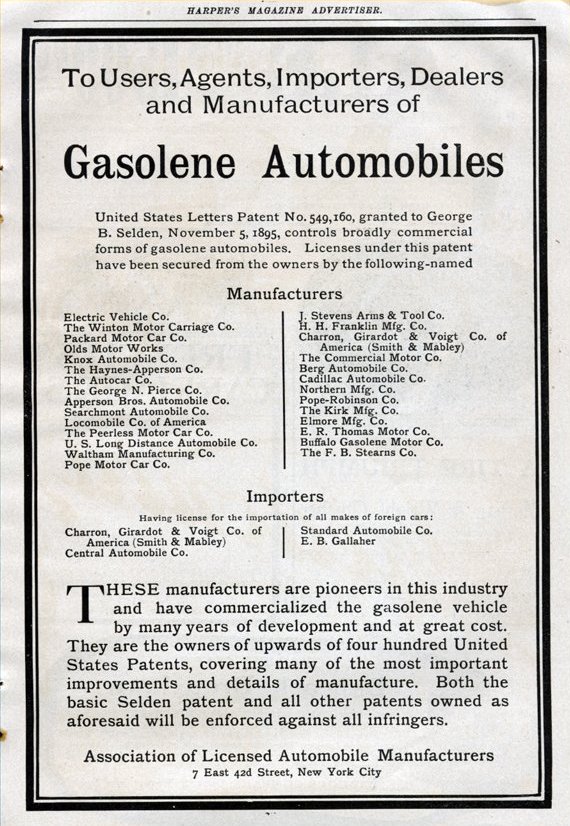 HARPER'S MAGAZINE ADVERTISER.
To Users, Agents, Importers, Dealers
and Manufacturers of
Gasolene Automobiles
United States Letters Patent No. 549,160, granted to George
B. Selden, November 5, 1895, controls broadly commercial
forms of gasolene automobiles. Licenses under this patent
have been secured from the owners by the following-named
Manufacturers
Electric Vehicle Co.
The Winton Motor Carriage Co.
Packard Motor Car Co.
Olds Motor Works
Knox Automobile Co.
The Haynes-Apperson Co.
The Autocar Co.
The George N. Pierce Co.
Apperson Bros. Automobile Co.
Searchmont Automobile Co.
Locomobile Co. of America
The Peerless Motor Car Co.
U. S. Long Distance Automobile Co.
Waltham Manufacturing Co.
Pope Motor Car Co.
J. Stevens Arms & Tool Co.
H. H. Franklin Mfg. Co.
Charron, Girardot & Voigt Co. of
America (Smith & Mabley)
The Commercial Motor Co.
Berg Automobile Co.
Cadillac Automobile Co.
Northern Mfg. Co.
Pope-Robinson Co.
The Kirk Mfg. Co.
Elmore Mfg. Co.
E. R. Thomas Motor Co.
Buffalo Gasolene Motor Co.
The F. B. Stearns Co.
Importers
Having license for the importation of all makes of foreign cars:
Charron, Girardot & Voigt Co. of
America (Smith & Mabley)
Central Automobile Co.
Standard Automobile Co.
E. B. Gallaher
THESE manufacturers are pioneers in this industry
and have commercialized the gasolene vehicle
by many years of development and at great cost.
They are the owners of upwards of four hundred United
States Patents, covering many of the most important
improvements and details of manufacture. Both the
basic Selden patent and all other patents owned as
aforesaid will be enforced against all infringers.
Association of Licensed Automobile Manufacturers
7 East 42d Street, New York City